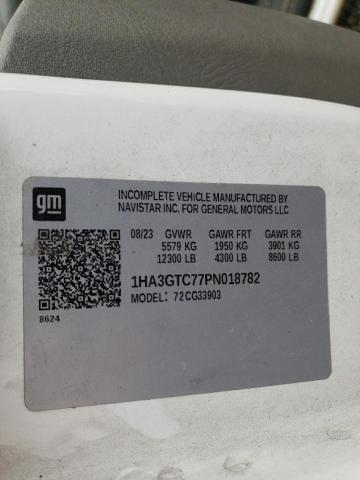 gm
INCOMPLETE VEHICLE MANUFACTURED BY
NAVISTAR INC. FOR GENERAL MOTORS LLC
08/23 GVWR GAWR FRT GAWR RR
5579 KG 1950 KG 3901 KG
12300 LB 4300 LB 8600 LB
1HA3GTC77PN018782
MODEL: 72CG33903
8624